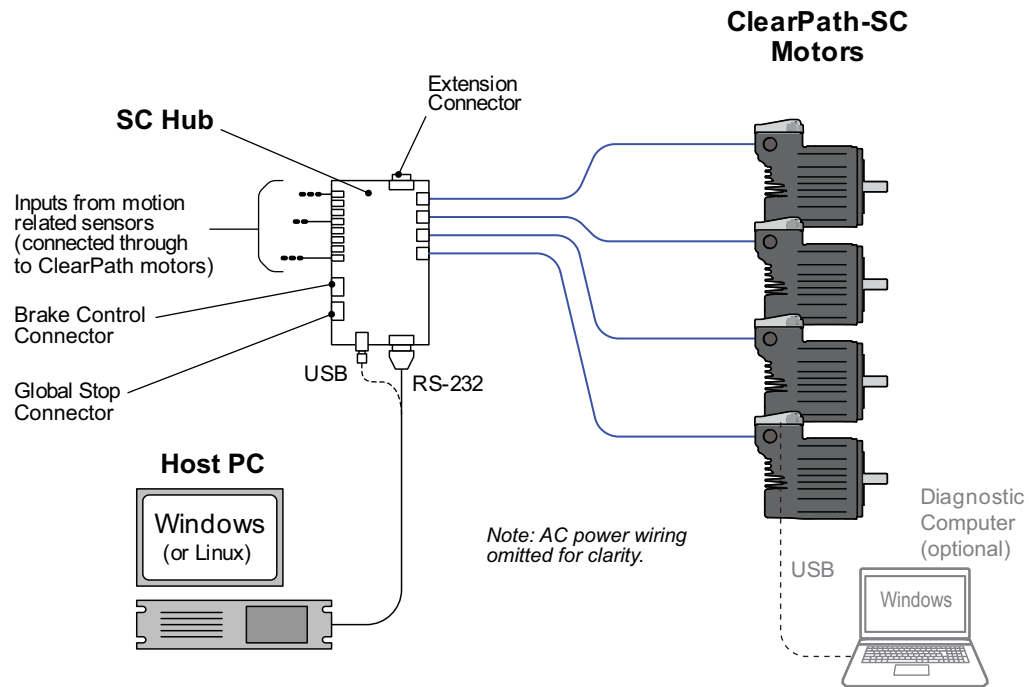 ClearPath-SC
Motors
Extension
Connector
SC Hub
Inputs from motion
related sensors
(connected through
to ClearPath motors)
Brake Control
Connector
Global Stop
Connector
USB
RS-232
Host PC
Windows
(or Linux)
Note: AC power wiring
omitted for clarity.
Diagnostic
Computer
(optional)
USB
Windows